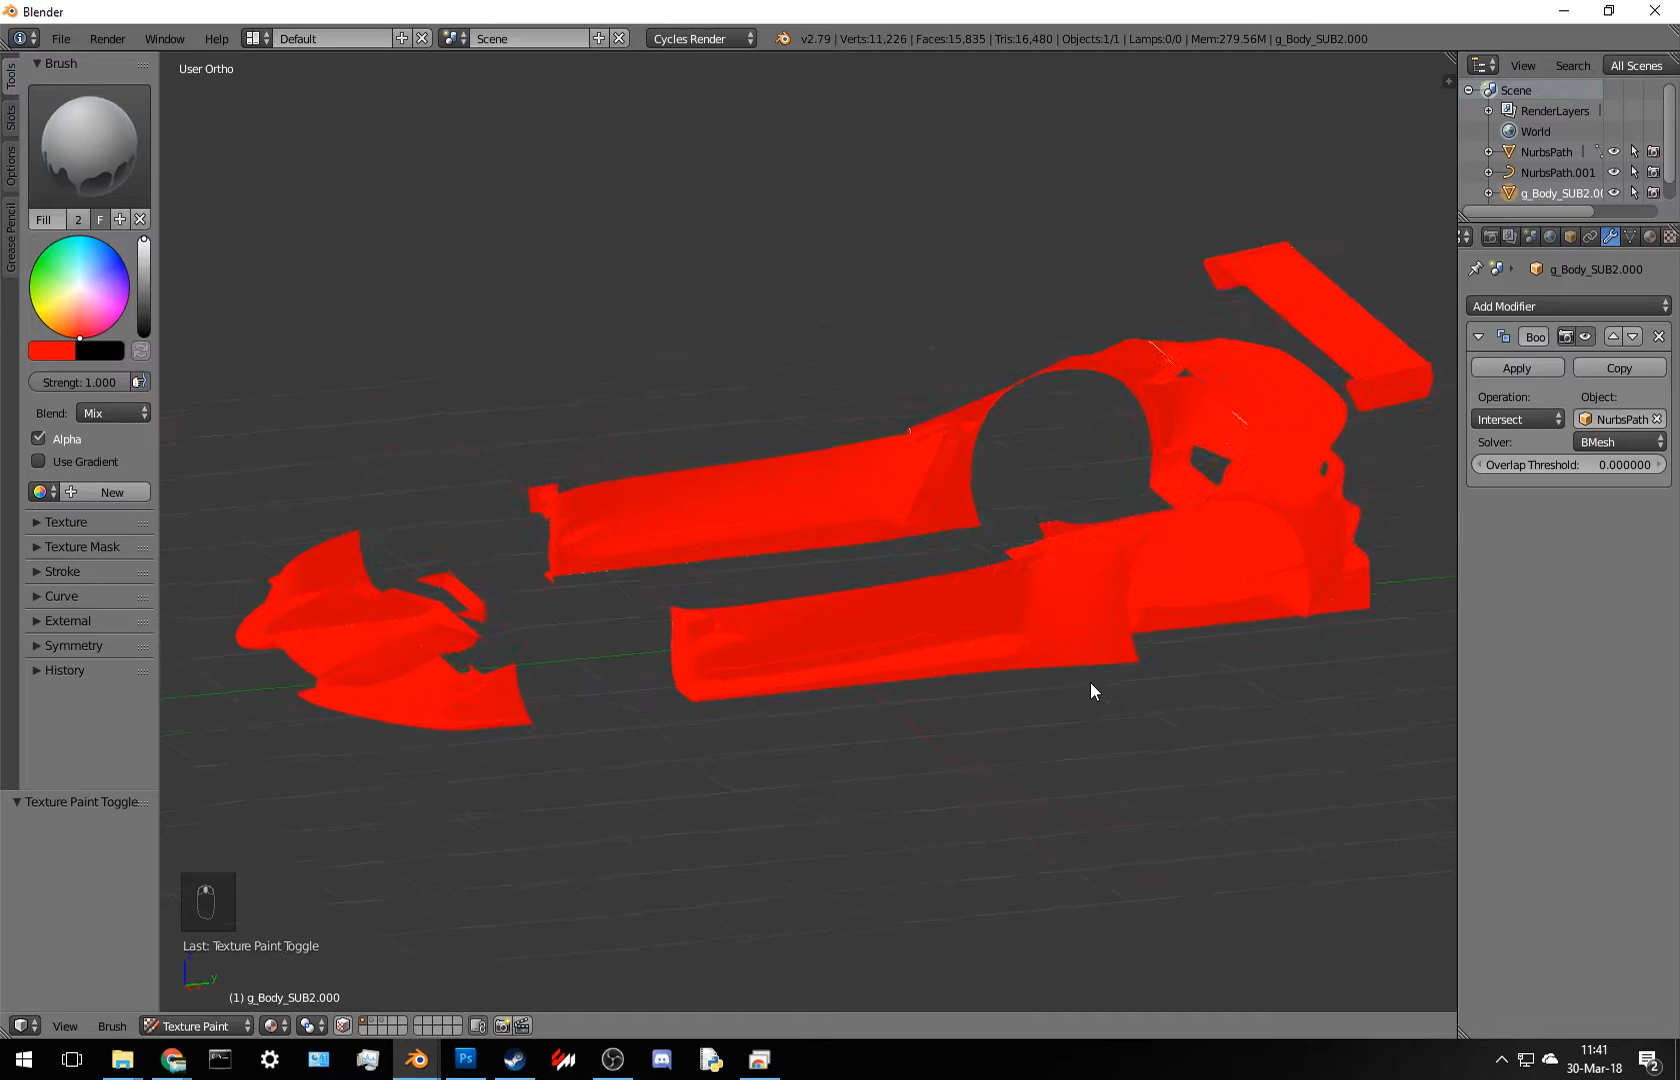 Blender
File Render Window Help Default Scene Cycles Render v2.79 | Verts:11,226 | Faces:15,835 | Tris:16,480 | Objects:1/1 | Lamps:0/0 | Mem:279.56M | g_Body_SUB2.000
Tools
Slots
Options
Grease Pencil
Brush
Fill 2 F
Strengt: 1.000
Blend: Mix
Alpha
Use Gradient
New
Texture
Texture Mask
Stroke
Curve
External
Symmetry
History
Texture Paint Toggle
User Ortho
Last: Texture Paint Toggle
y
(1) g_Body_SUB2.000
View Brush Texture Paint
View Search All Scenes
Scene
RenderLayers
World
NurbsPath
NurbsPath.001
g_Body_SUB2.00
g_Body_SUB2.000
Add Modifier
Boo
Apply Copy
Operation: Object:
Intersect NurbsPath
Solver: BMesh
Overlap Threshold: 0.000000
Ps
11:41
30-Mar-18
2